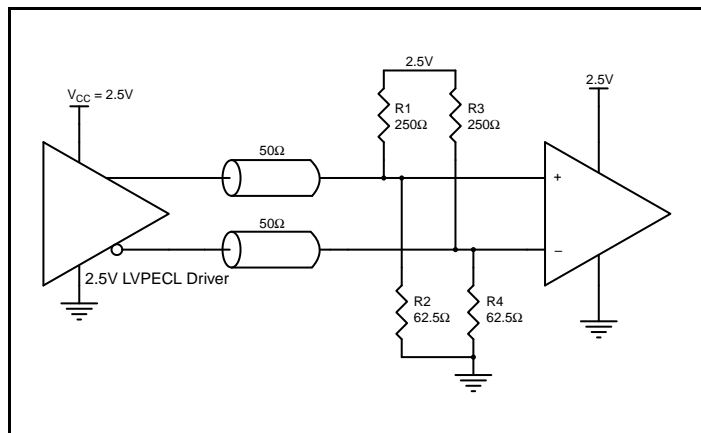 2.5V
2.5V
VCC = 2.5V
R1
250Ω
R3
250Ω
50Ω
+
50Ω
–
2.5V LVPECL Driver
R2
62.5Ω
R4
62.5Ω